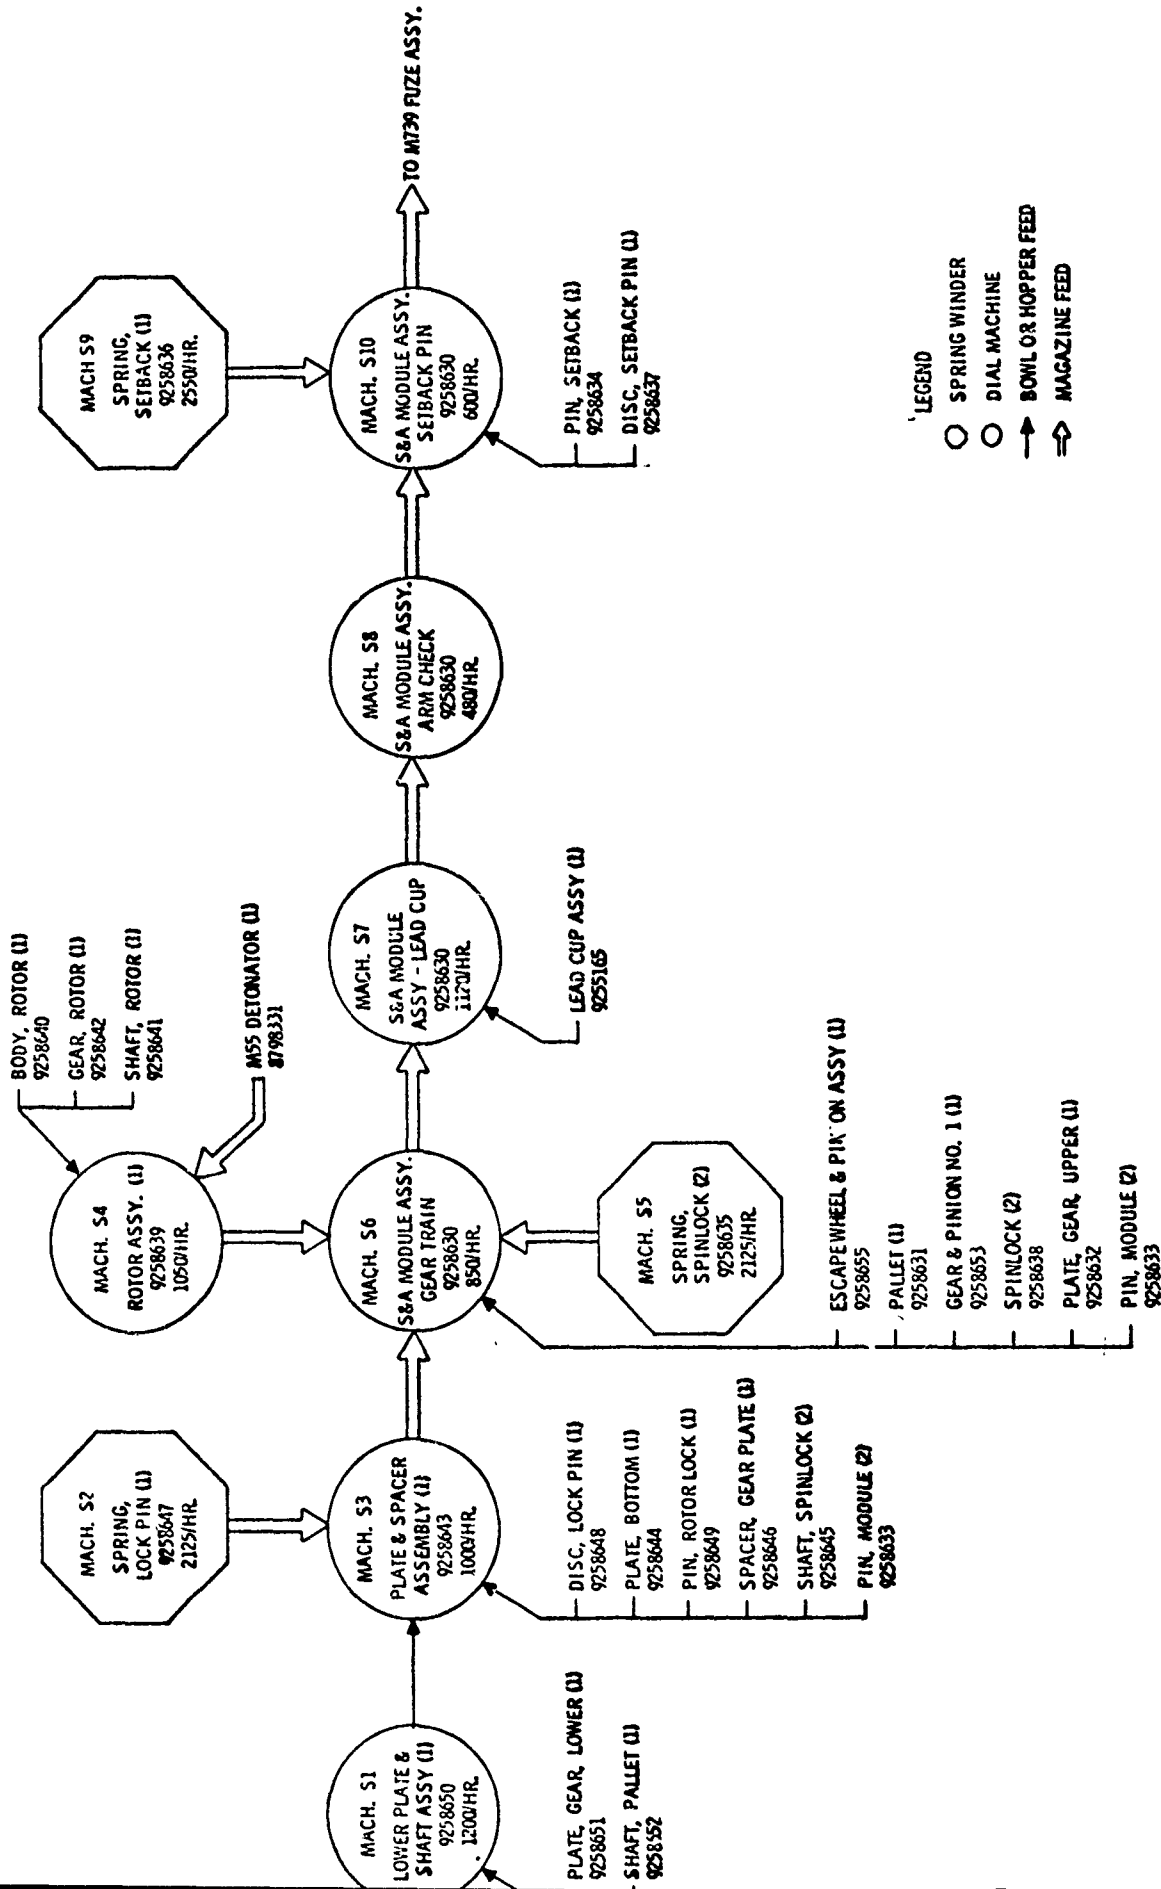 MACH. S1
LOWER PLATE &
SHAFT ASSY (1)
9258650
1200/HR.
PLATE, GEAR, LOWER (1)
9258651
SHAFT, PALLET (1)
9258652
MACH. S2
SPRING,
LOCK PIN (1)
9258647
2125/HR.
MACH. S3
PLATE & SPACER
ASSEMBLY (1)
9258643
1000/HR.
DISC, LOCK PIN (1)
9258648
PLATE, BOTTOM (1)
9258644
PIN, ROTOR LOCK (1)
9258649
SPACER, GEAR PLATE (1)
9258646
SHAFT, SPINLOCK (2)
9258645
PIN, MODULE (2)
9258633
BODY, ROTOR (1)
9258640
GEAR, ROTOR (1)
9258642
SHAFT, ROTOR (1)
9258641
M55 DETONATOR (1)
8798331
MACH. S4
ROTOR ASSY. (1)
9258639
1050/HR.
MACH. S6
S&A MODULE ASSY.
GEAR TRAIN
9258630
850/HR.
MACH. S5
SPRING,
SPINLOCK (2)
9258635
2125/HR.
ESCAPE WHEEL & PIN ON ASSY (1)
9258655
PALLET (1)
9258631
GEAR & PINION NO. 1 (1)
9258653
SPINLOCK (2)
9258638
PLATE, GEAR, UPPER (1)
9258632
PIN, MODULE (2)
9258633
MACH. S7
S&A MODULE
ASSY - LEAD CUP
9258630
1120/HR.
LEAD CUP ASSY (1)
9255165
MACH. S8
S&A MODULE ASSY.
ARM CHECK
9258630
480/HR.
MACH S9
SPRING,
SETBACK (1)
9258636
2550/HR.
MACH. S10
S&A MODULE ASSY.
SETBACK PIN
9258630
600/HR.
PIN, SETBACK (1)
9258634
DISC, SETBACK PIN (1)
9258637
TO M739 FUZE ASSY.
LEGEND
SPRING WINDER
DIAL MACHINE
BOWL OR HOPPER FEED
MAGAZINE FEED